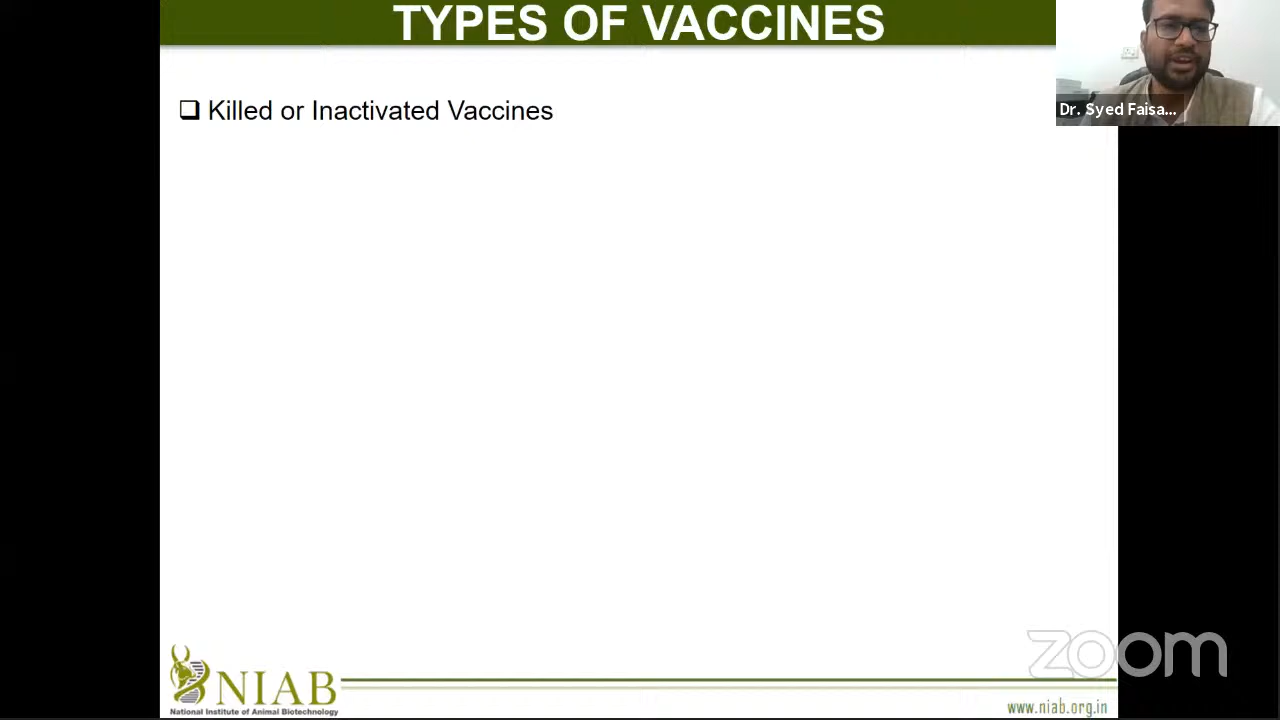 TYPES OF VACCINES
Dr. Syed Faisa...
❑ Killed or Inactivated Vaccines
zoom
NIAB
National Institute of Animal Biotechnology
www.niab.org.in